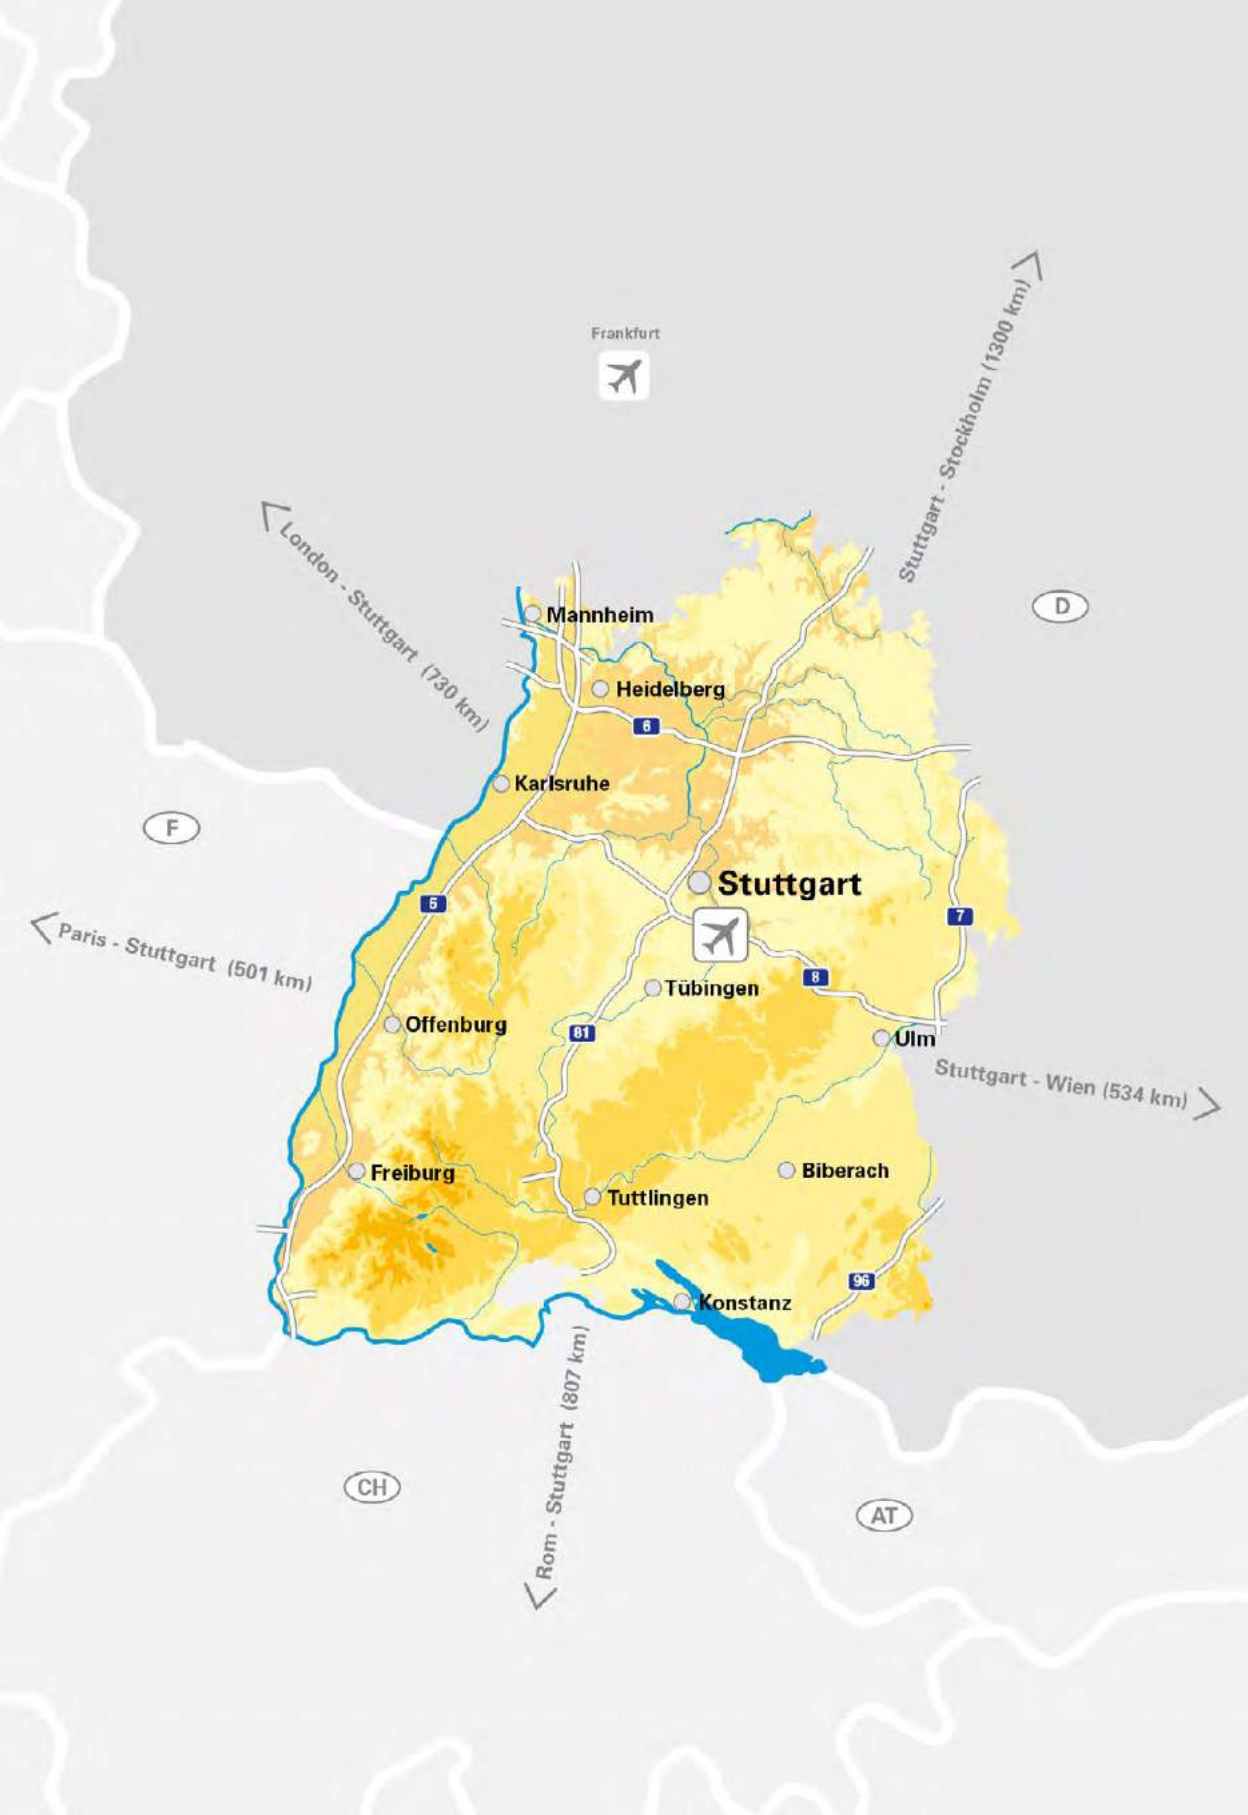 Frankfurt
Stuttgart - Stockholm (1300 km)
London - Stuttgart (730 km)
D
Mannheim
Heidelberg
6
Karlsruhe
F
Stuttgart
5
7
Paris - Stuttgart (501 km)
8
Tübingen
Offenburg
81
Ulm
Stuttgart - Wien (534 km)
Freiburg
Biberach
Tuttlingen
96
Konstanz
Rom - Stuttgart (807 km)
CH
AT